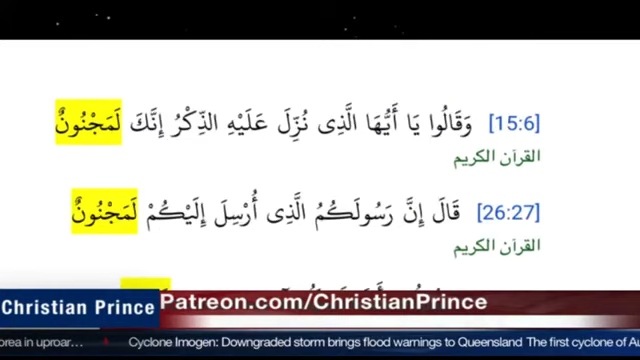 وَقَالُوا يَا أَيُّهَا الَّذِى نُزِّلَ عَلَيْهِ الذِّكْرُ إِنَّكَ لَمَجْنُونٌ [15:6]
القرآن الكريم
قَالَ إِنَّ رَسُولَكُمُ الَّذِى أُرْسِلَ إِلَيْكُمْ لَمَجْنُونٌ [26:27]
القرآن الكريم
Christian Prince
Patreon.com/ChristianPrince
orea in uproar... Cyclone Imogen: Downgraded storm brings flood warnings to Queensland The first cyclone of Au